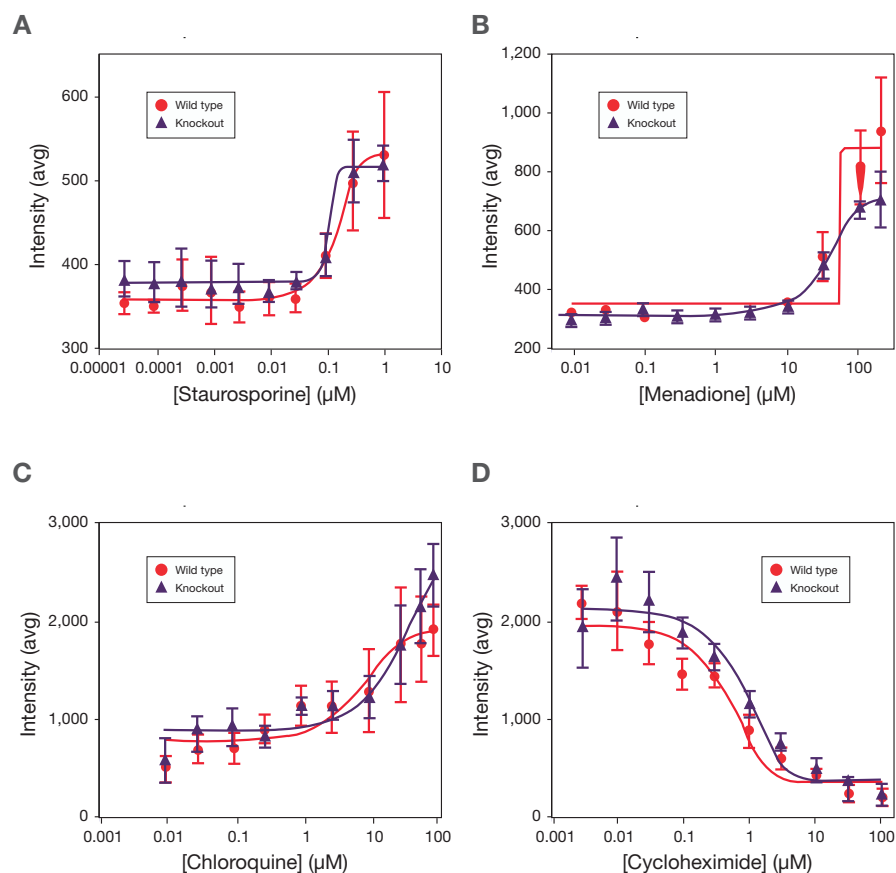 A
600
500
400
300
Intensity (avg)
Wild type
Knockout
0.00001
0.0001
0.001
0.01
0.1
1
10
[Staurosporine] (µM)
B
1,200
1,000
800
600
400
200
Intensity (avg)
Wild type
Knockout
0.01
0.1
1
10
100
[Menadione] (µM)
C
3,000
2,000
1,000
0
Intensity (avg)
Wild type
Knockout
0.001
0.01
0.1
1
10
100
[Chloroquine] (µM)
D
3,000
2,000
1,000
0
Intensity (avg)
Wild type
Knockout
0.001
0.01
0.1
1
10
100
[Cycloheximide] (µM)